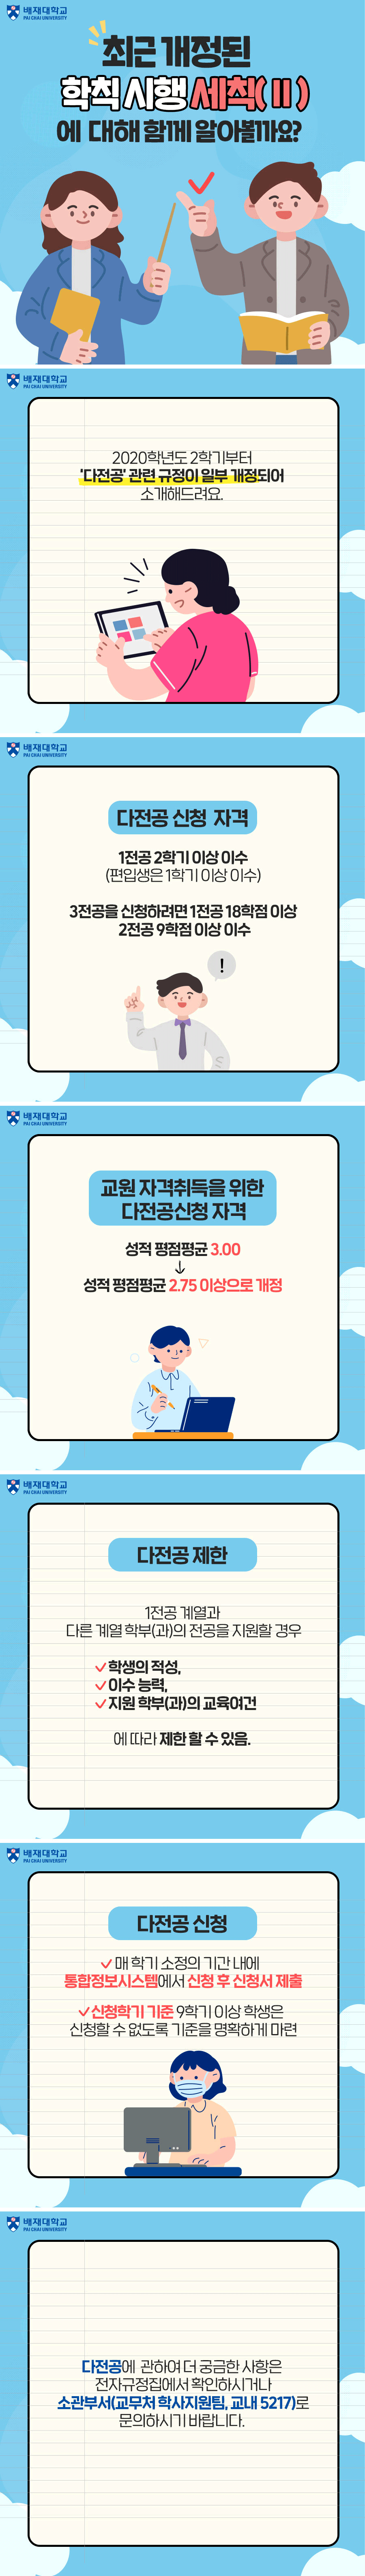 배재대학교
PAI CHAI UNIVERSITY
최근 개정된
학칙 시행 세칙(Ⅱ)
에 대해 함께 알아볼까요?
배재대학교
PAI CHAI UNIVERSITY
2020학년도 2학기부터
'다전공' 관련 규정이 일부 개정되어
소개해드려요.
배재대학교
PAI CHAI UNIVERSITY
다전공 신청 자격
1전공 2학기 이상 이수
(편입생은 1학기 이상 이수)
3전공을 신청하려면 1전공 18학점 이상
2전공 9학점 이상 이수
!
배재대학교
PAI CHAI UNIVERSITY
교원 자격취득을 위한
다전공신청 자격
성적 평점평균 3.00
↓
성적 평점평균 2.75 이상으로 개정
배재대학교
PAI CHAI UNIVERSITY
다전공 제한
1전공 계열과
다른 계열 학부(과)의 전공을 지원할 경우
학생의 적성,
이수 능력,
지원 학부(과)의 교육여건
에 따라 제한 할 수 있음.
배재대학교
PAI CHAI UNIVERSITY
다전공 신청
매 학기 소정의 기간 내에
통합정보시스템에서 신청 후 신청서 제출
신청학기 기준 9학기 이상 학생은
신청할 수 없도록 기준을 명확하게 마련
배재대학교
PAI CHAI UNIVERSITY
다전공에 관하여 더 궁금한 사항은
전자규정집에서 확인하시거나
소관부서(교무처 학사지원팀, 교내 5217)로
문의하시기 바랍니다.